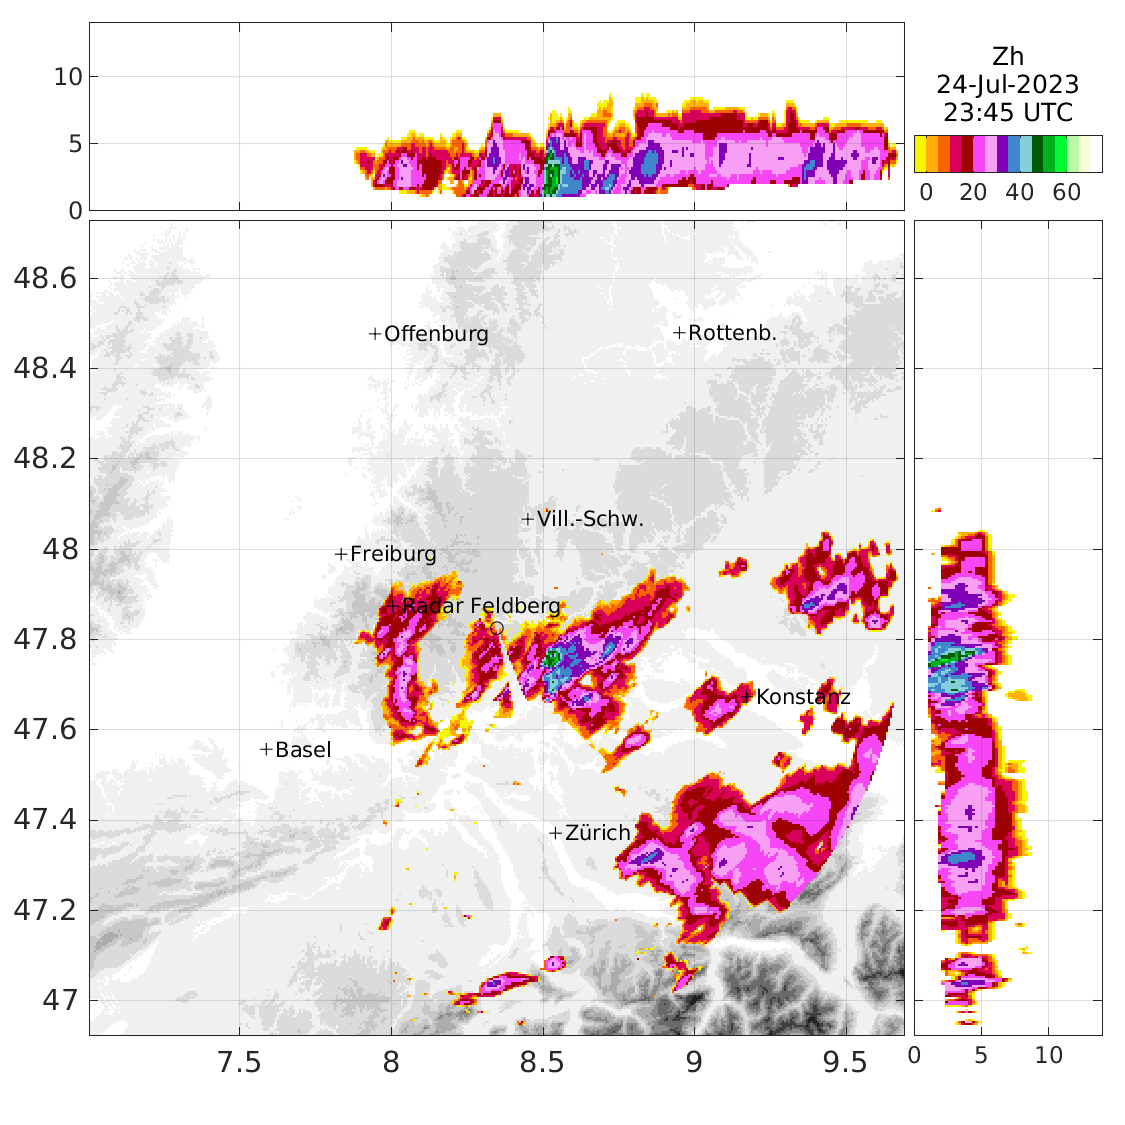 10
5
0
Zh
24-Jul-2023
23:45 UTC
0 20 40 60
48.6
48.4
48.2
48
47.8
47.6
47.4
47.2
47
+Offenburg
+Rottenb.
+Vill.-Schw.
+Freiburg
+Radar Feldberg
+Konstanz
+Basel
+Zürich
7.5 8 8.5 9 9.5
0 5 10